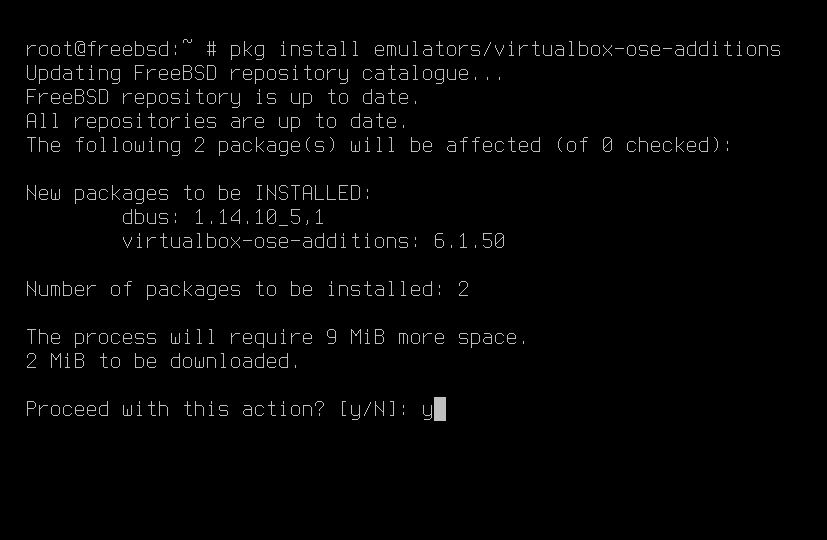 root@freebsd:~ # pkg install emulators/virtualbox-ose-additions
Updating FreeBSD repository catalogue...
FreeBSD repository is up to date.
All repositories are up to date.
The following 2 package(s) will be affected (of 0 checked):
New packages to be INSTALLED:
dbus: 1.14.10_5,1
virtualbox-ose-additions: 6.1.50
Number of packages to be installed: 2
The process will require 9 MiB more space.
2 MiB to be downloaded.
Proceed with this action? [y/N]: y